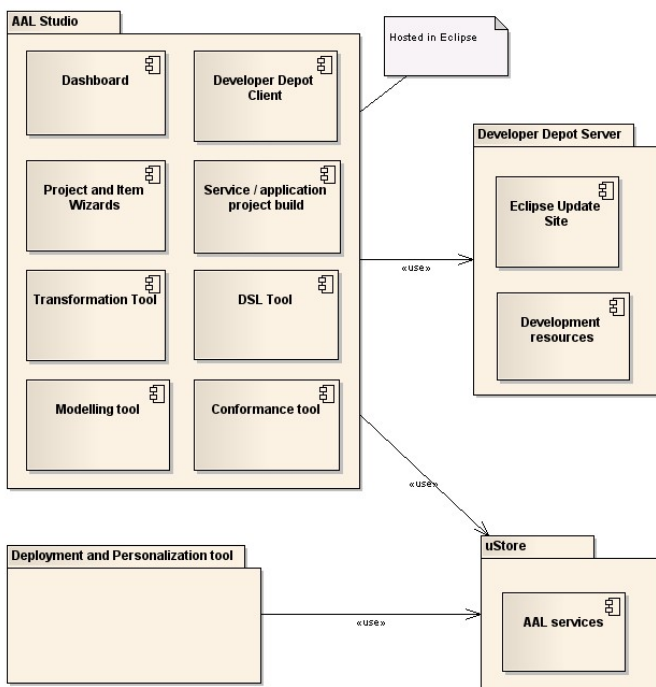 AAL Studio
Hosted in Eclipse
Dashboard
Developer Depot
Client
Developer Depot Server
Project and Item
Wizards
Service / application
project build
Eclipse Update
Site
«use»
Transformation Tool
DSL Tool
Development
resources
Modelling tool
Conformance tool
«use»
Deployment and Personalization tool
uStore
AAL services
«use»